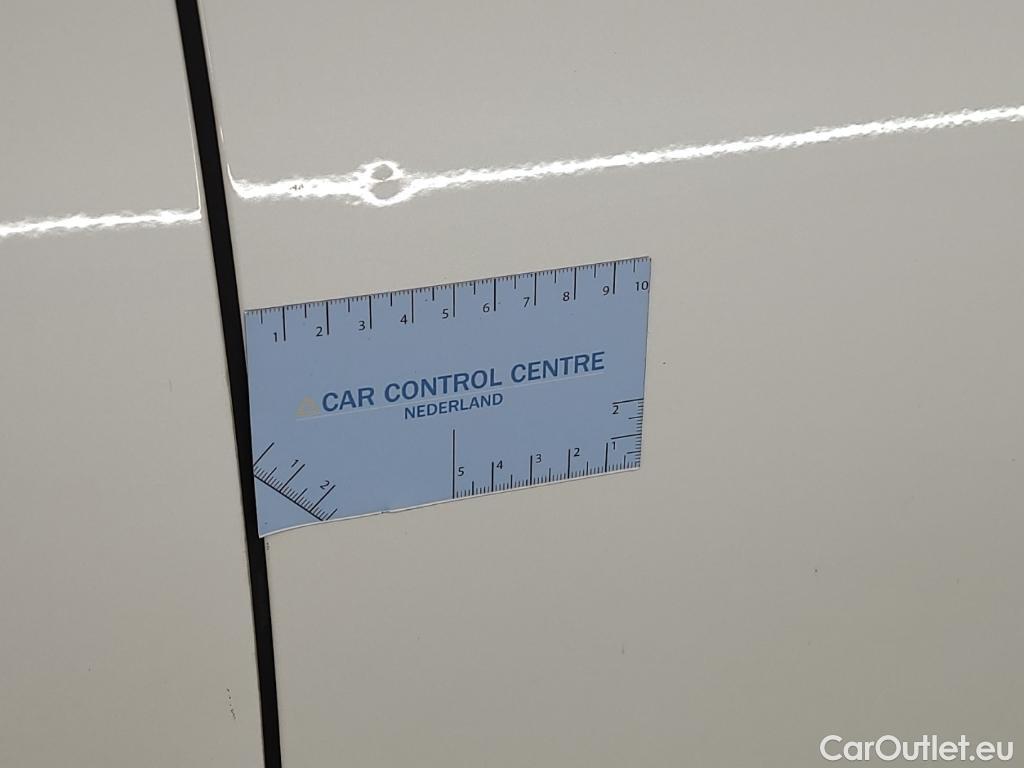 1 2 3 4 5 6 7 8 9 10
CAR CONTROL CENTRE
NEDERLAND
2
1 2
5 4 3 2 1
CarOutlet.eu